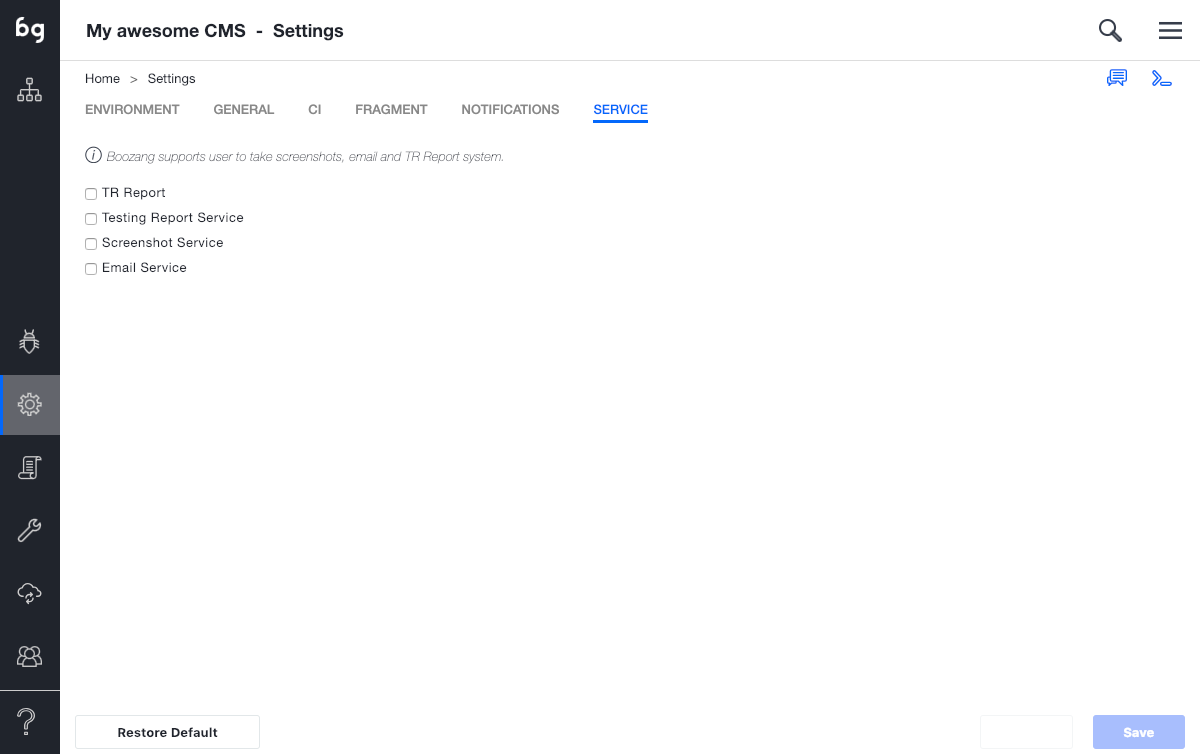 bg
My awesome CMS - Settings
Home > Settings
ENVIRONMENT GENERAL CI FRAGMENT NOTIFICATIONS SERVICE
Boozang supports user to take screenshots, email and TR Report system.
TR Report
Testing Report Service
Screenshot Service
Email Service
Restore Default
Save